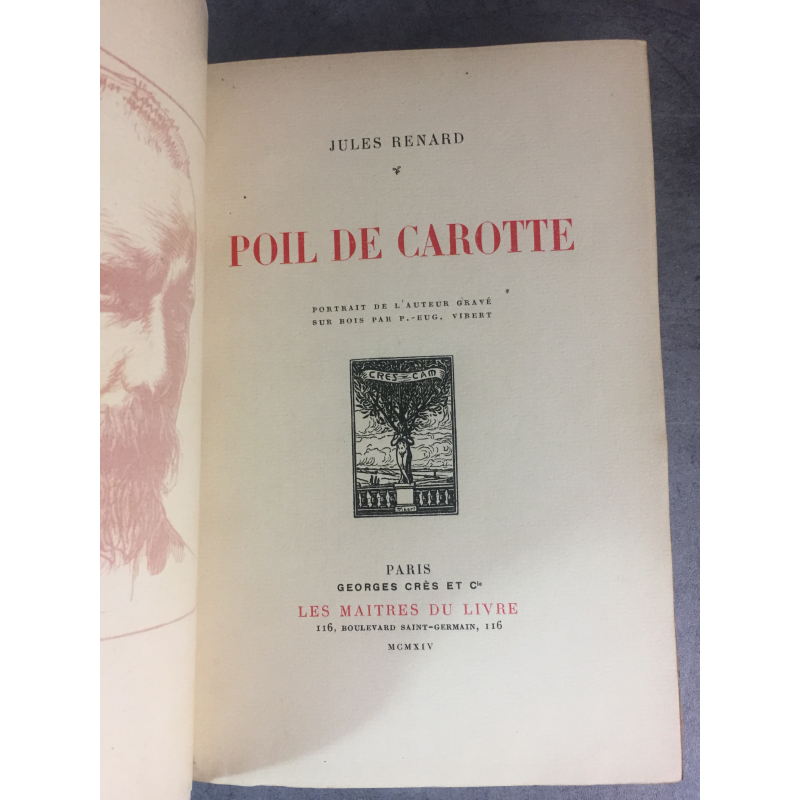 JULES RENARD
POIL DE CAROTTE
PORTRAIT DE L'AUTEUR GRAVÉ
SUR BOIS PAR P.-EUG. VIBERT
CRES-CAM
PARIS
GEORGES CRÈS ET Cie
LES MAITRES DU LIVRE
116, BOULEVARD SAINT-GERMAIN, 116
MCMXIV